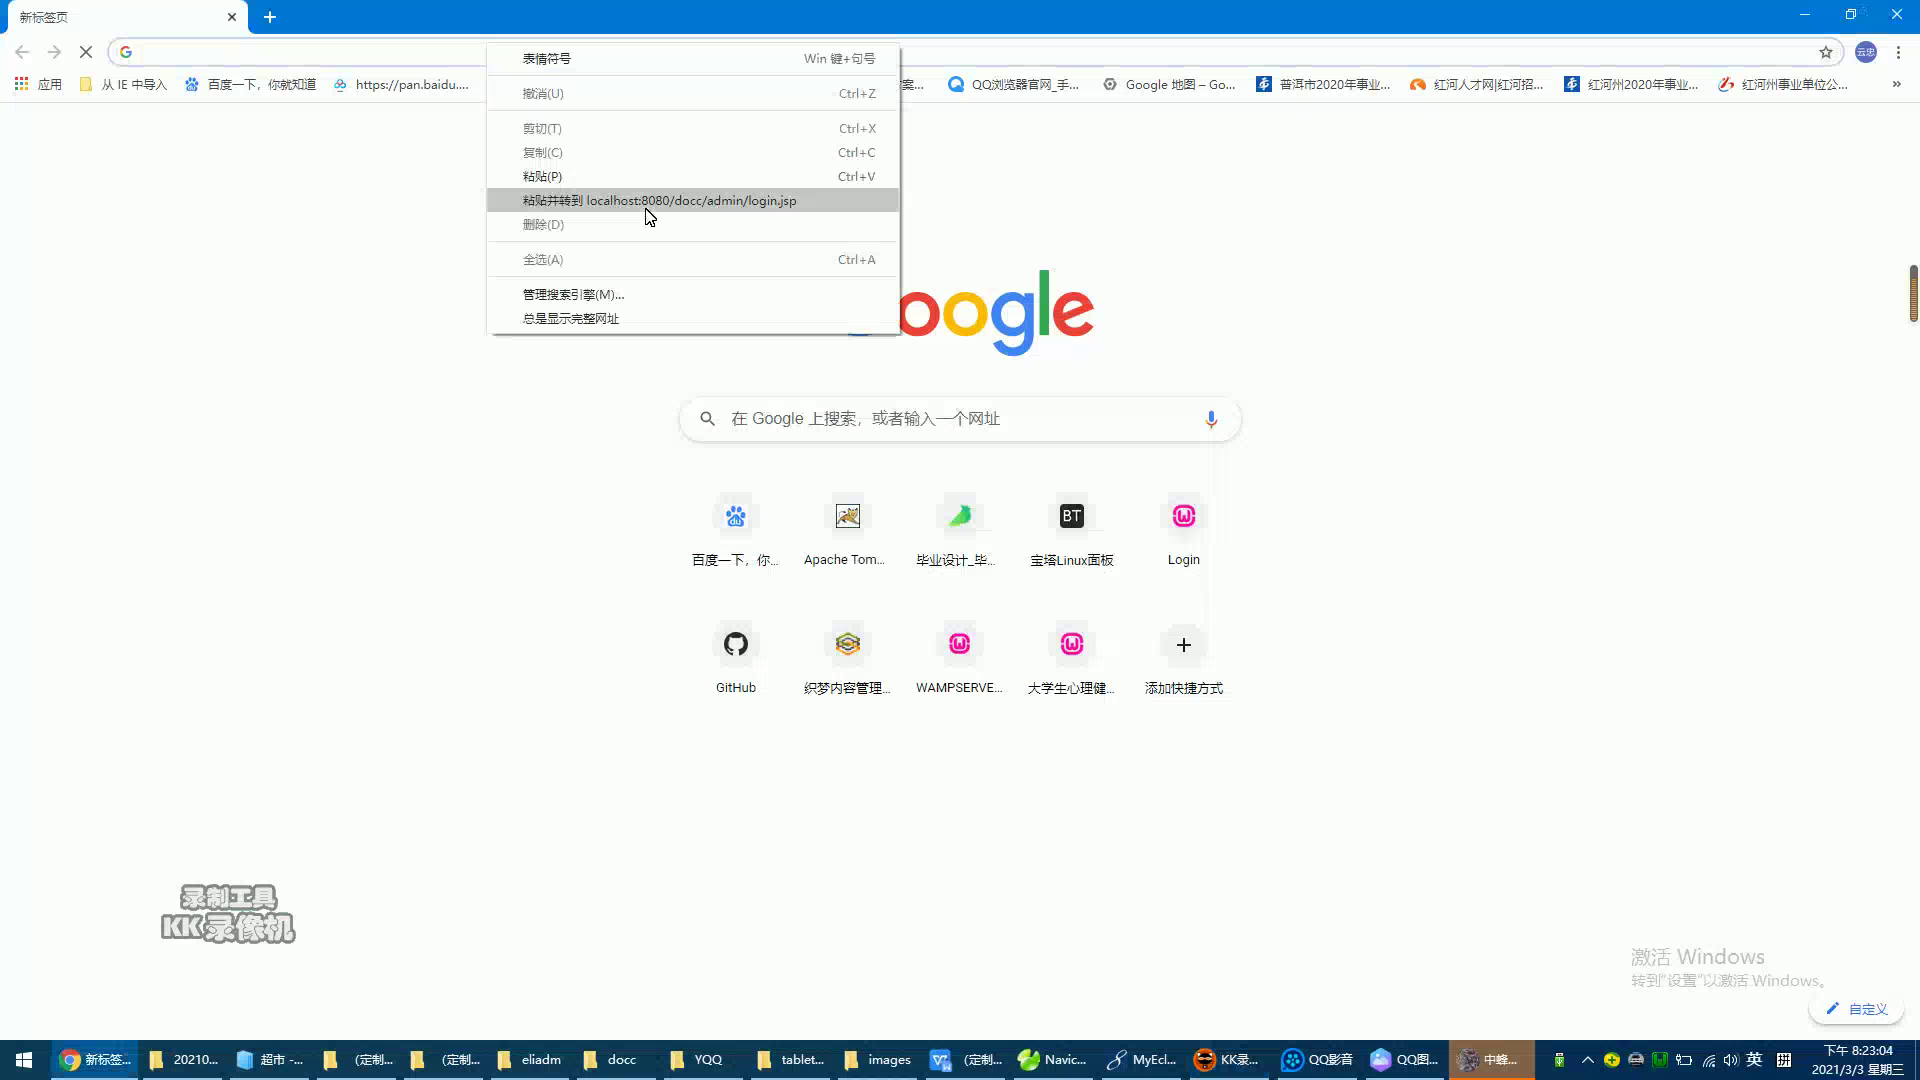 新标签页
表情符号 Win 键+句号
撤消(U) Ctrl+Z
剪切(T) Ctrl+X
复制(C) Ctrl+C
粘贴(P) Ctrl+V
粘贴并转到 localhost:8080/docc/admin/login.jsp
删除(D)
全选(A) Ctrl+A
管理搜索引擎(M)...
总是显示完整网址
云忠
应用 从 IE 中导入 百度一下，你就知道 https://pan.baidu.... 案... QQ浏览器官网_手... Google 地图 – Go... 普洱市2020年事业... 红河人才网|红河招... 红河州2020年事业... 红河州事业单位公... »
oogle
在 Google 上搜索，或者输入一个网址
百度一下，你... Apache Tom... 毕业设计_毕... 宝塔Linux面板 Login
GitHub 织梦内容管理... WAMPSERVE... 大学生心理健... 添加快捷方式
录制工具
KK录像机
激活 Windows
转到"设置"以激活 Windows。
自定义
新标签... 20210... 超市 -... (定制... (定制... eliadm docc YQQ tablet... images (定制... Navic... MyEcl... KK录... QQ影音 QQ图... 中蜂... 英 拼
下午 8:23:04
2021/3/3 星期三